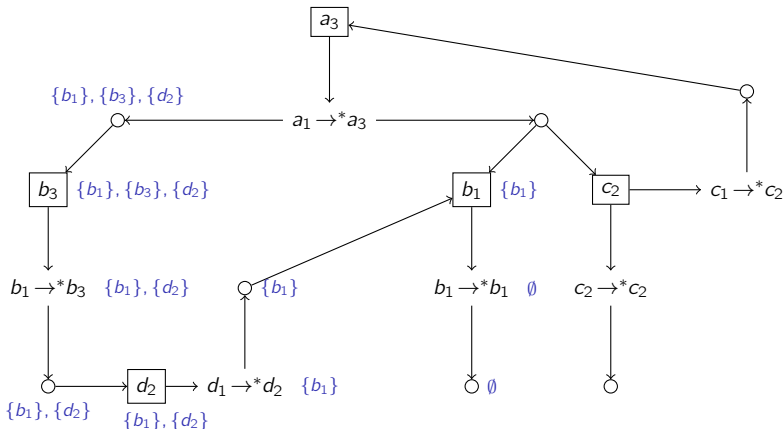 a₃
{b₁}, {b₃}, {d₂}
a₁ →* a₃
b₃ {b₁}, {b₃}, {d₂} b₁ {b₁} c₂ c₁ →* c₂
b₁ →* b₃ {b₁}, {d₂} {b₁} b₁ →* b₁ ∅ c₂ →* c₂
d₂ d₁ →* d₂ {b₁} ∅
{b₁}, {d₂} {b₁}, {d₂}